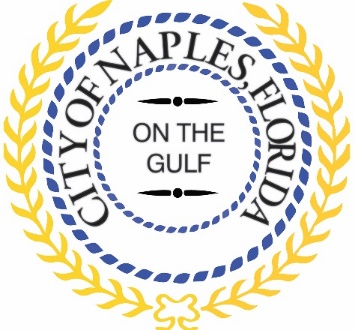 CITY OF NAPLES, FLORIDA
ON THE
GULF